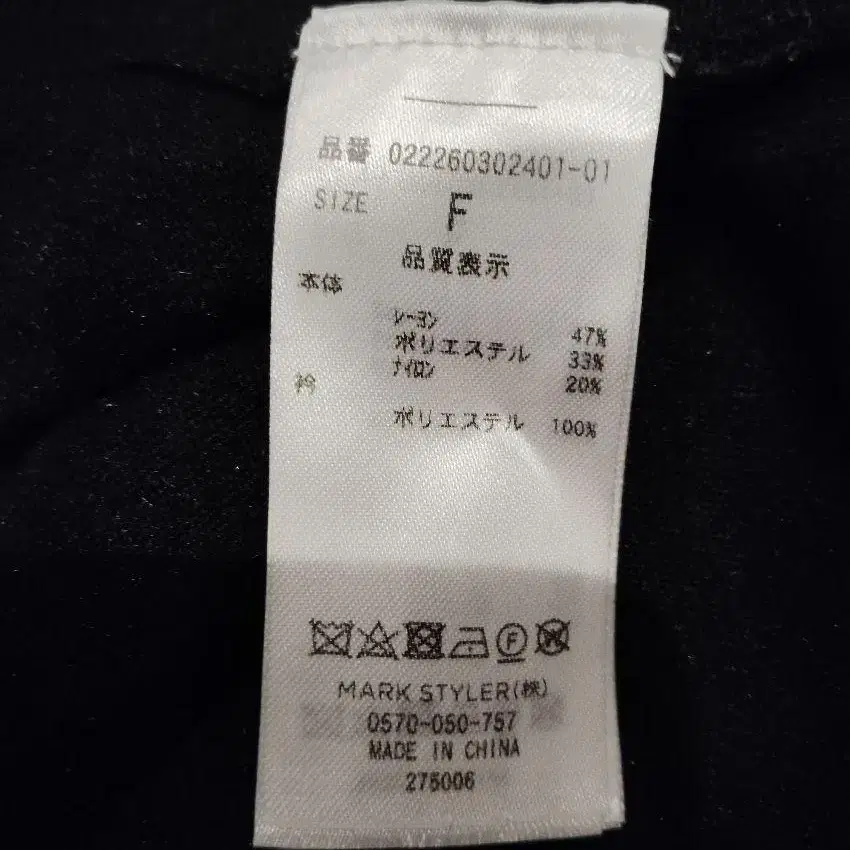 品番 022260302401-01
SIZE F
品質表示
本体
レーヨン 47%
ポリエステル 33%
ナイロン 20%
衿
ポリエステル 100%
F
MARK STYLER(株)
0570-050-757
MADE IN CHINA
275006